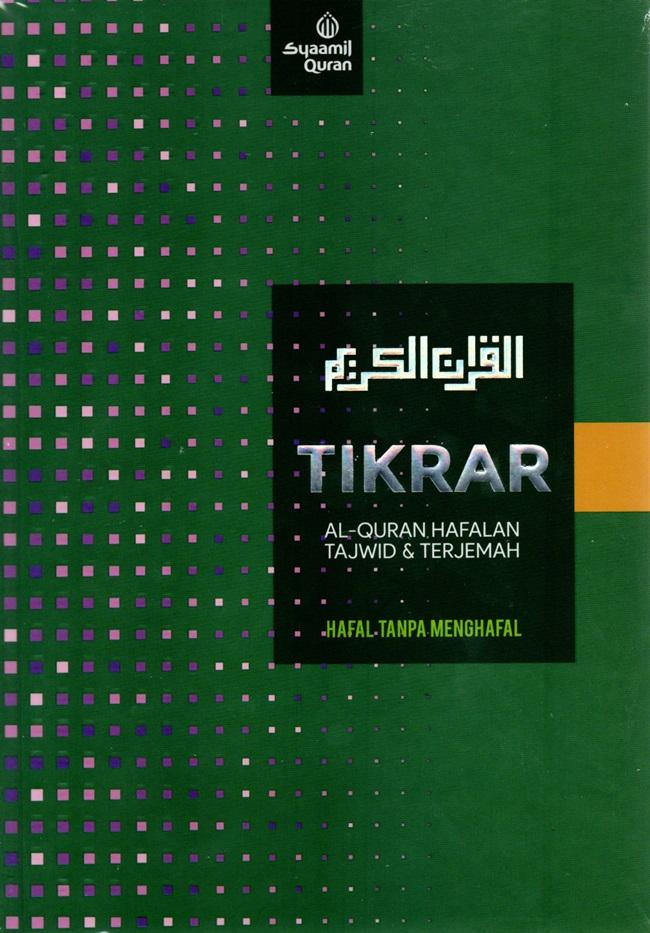 Syaamil
Quran
القرآن الكريم
TIKRAR
AL-QURAN HAFALAN
TAJWID & TERJEMAH
HAFAL TANPA MENGHAFAL